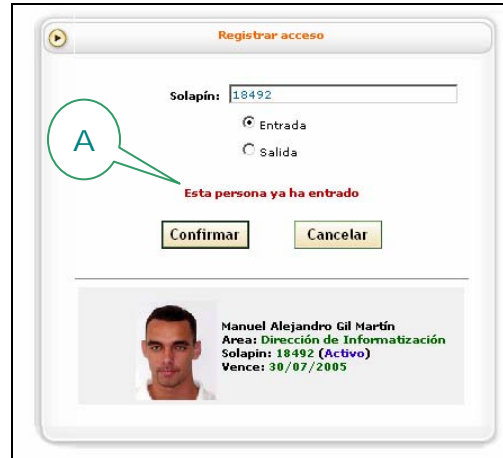 Registrar acceso
Solapín: 18492
Entrada
Salida
A
Esta persona ya ha entrado
Confirmar Cancelar
Manuel Alejandro Gil Martín
Area: Dirección de Informatización
Solapin: 18492 (Activo)
Vence: 30/07/2005